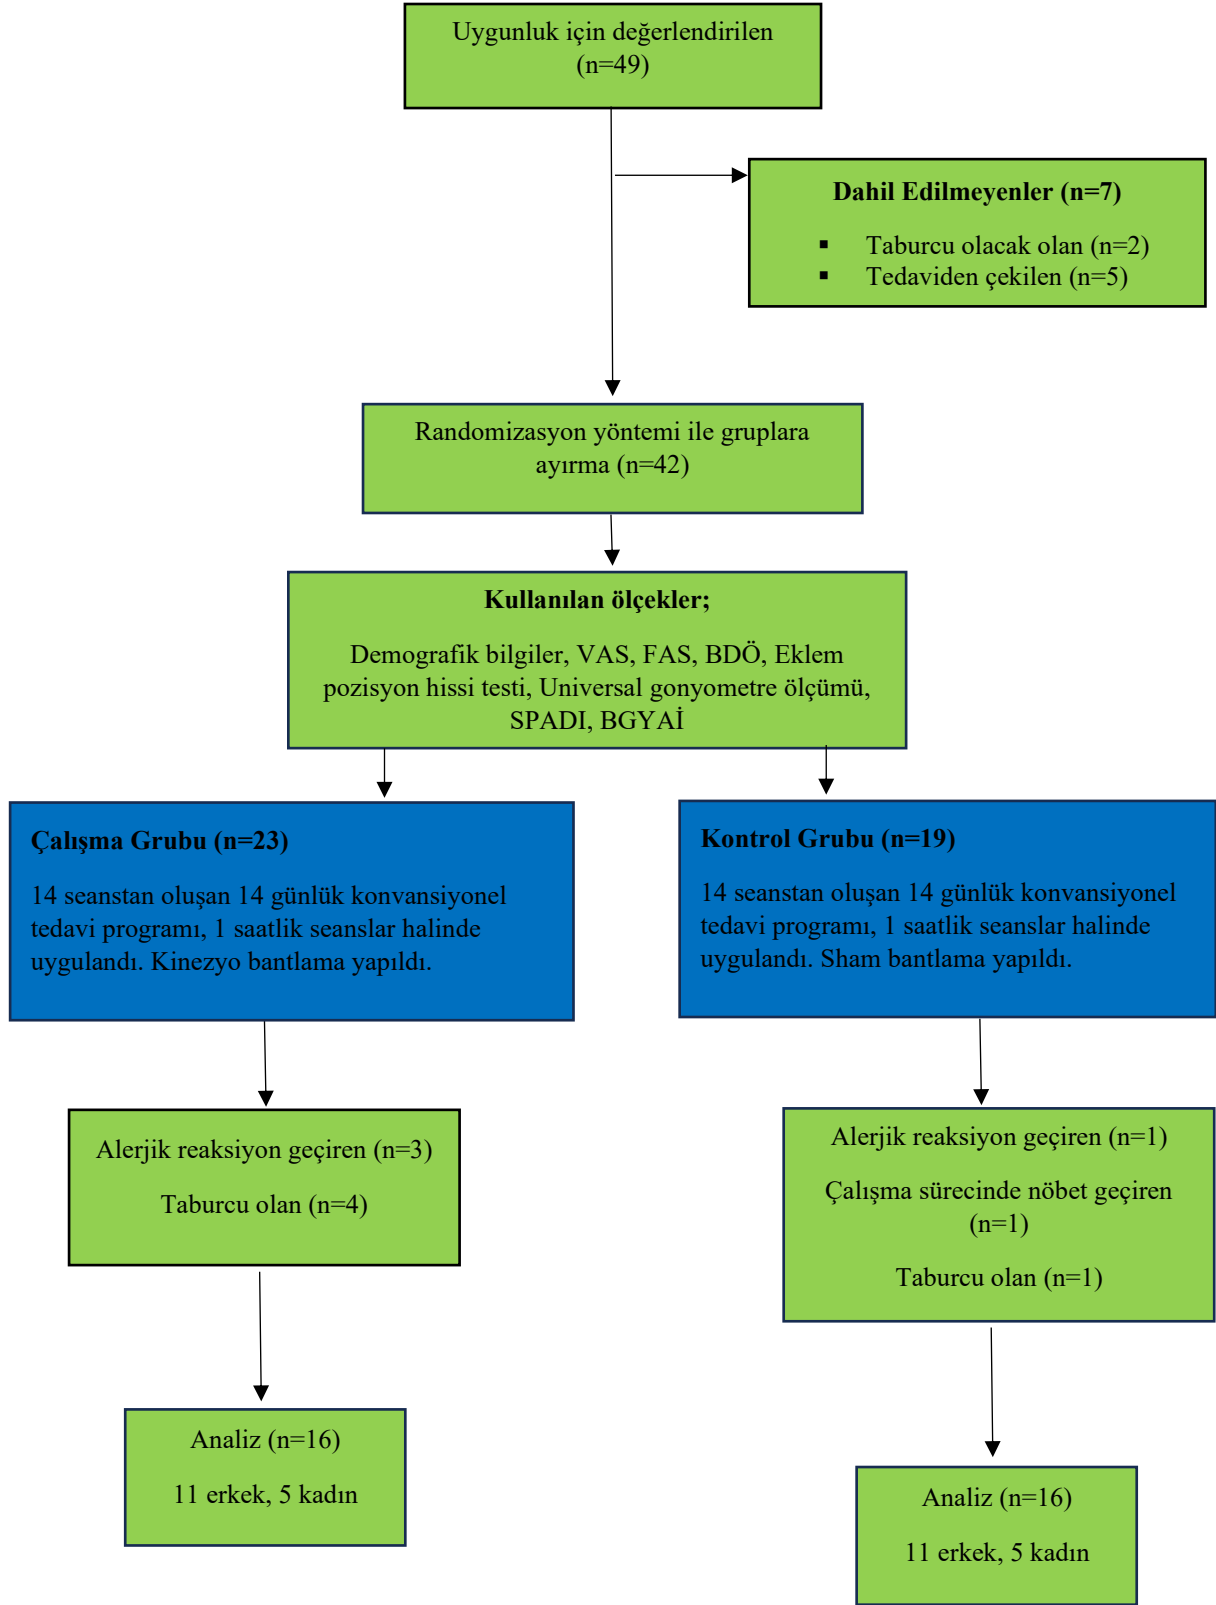 Uygunluk için değerlendirilen
(n=49)
Dahil Edilmeyenler (n=7)
▪ Taburcu olacak olan (n=2)
▪ Tedaviden çekilen (n=5)
Randomizasyon yöntemi ile gruplara
ayırma (n=42)
Kullanılan ölçekler;
Demografik bilgiler, VAS, FAS, BDÖ, Eklem
pozisyon hissi testi, Universal gonyometre ölçümü,
SPADI, BGYAİ
Çalışma Grubu (n=23)
14 seanstan oluşan 14 günlük konvansiyonel
tedavi programı, 1 saatlik seanslar halinde
uygulandı. Kinezyo bantlama yapıldı.
Kontrol Grubu (n=19)
14 seanstan oluşan 14 günlük konvansiyonel
tedavi programı, 1 saatlik seanslar halinde
uygulandı. Sham bantlama yapıldı.
Alerjik reaksiyon geçiren (n=3)
Taburcu olan (n=4)
Alerjik reaksiyon geçiren (n=1)
Çalışma sürecinde nöbet geçiren
(n=1)
Taburcu olan (n=1)
Analiz (n=16)
11 erkek, 5 kadın
Analiz (n=16)
11 erkek, 5 kadın